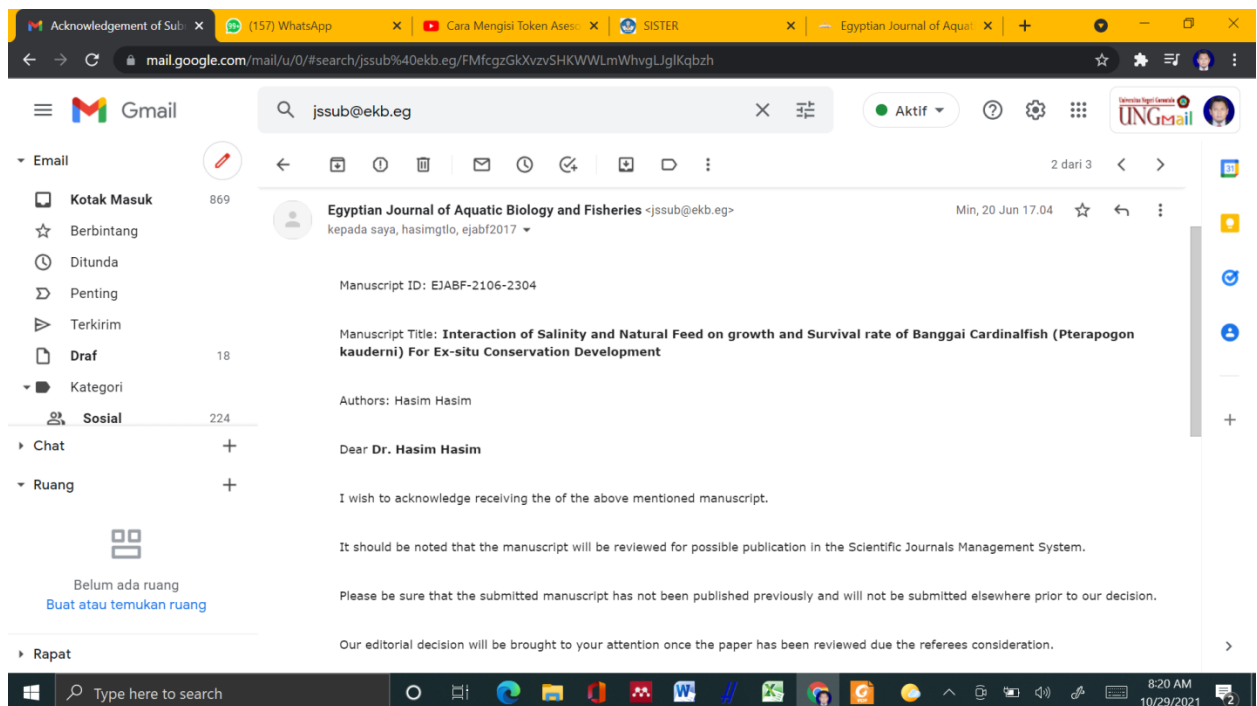 Acknowledgement of Sub
99+
(157) WhatsApp
Cara Mengisi Token Aseso
SISTER
Egyptian Journal of Aquat
mail.google.com/mail/u/0/#search/jssub%40ekb.eg/FMfcgzGkXvzvSHKWWLmWhvgLJglKqbzh
Gmail
jssub@ekb.eg
Aktif
Universitas Negeri Gorontalo
UNGMail
Email
2 dari 3
31
Kotak Masuk 869
Berbintang
Ditunda
Penting
Terkirim
Draf 18
Kategori
Sosial 224
Chat
Ruang
Belum ada ruang
Buat atau temukan ruang
Rapat
Egyptian Journal of Aquatic Biology and Fisheries <jssub@ekb.eg>
Min, 20 Jun 17.04
kepada saya, hasimgtlo, ejabf2017
Manuscript ID: EJABF-2106-2304
Manuscript Title: Interaction of Salinity and Natural Feed on growth and Survival rate of Banggai Cardinalfish (Pterapogon
kauderni) For Ex-situ Conservation Development
Authors: Hasim Hasim
Dear Dr. Hasim Hasim
I wish to acknowledge receiving the of the above mentioned manuscript.
It should be noted that the manuscript will be reviewed for possible publication in the Scientific Journals Management System.
Please be sure that the submitted manuscript has not been published previously and will not be submitted elsewhere prior to our decision.
Our editorial decision will be brought to your attention once the paper has been reviewed due the referees consideration.
Type here to search
8:20 AM
10/29/2021
2